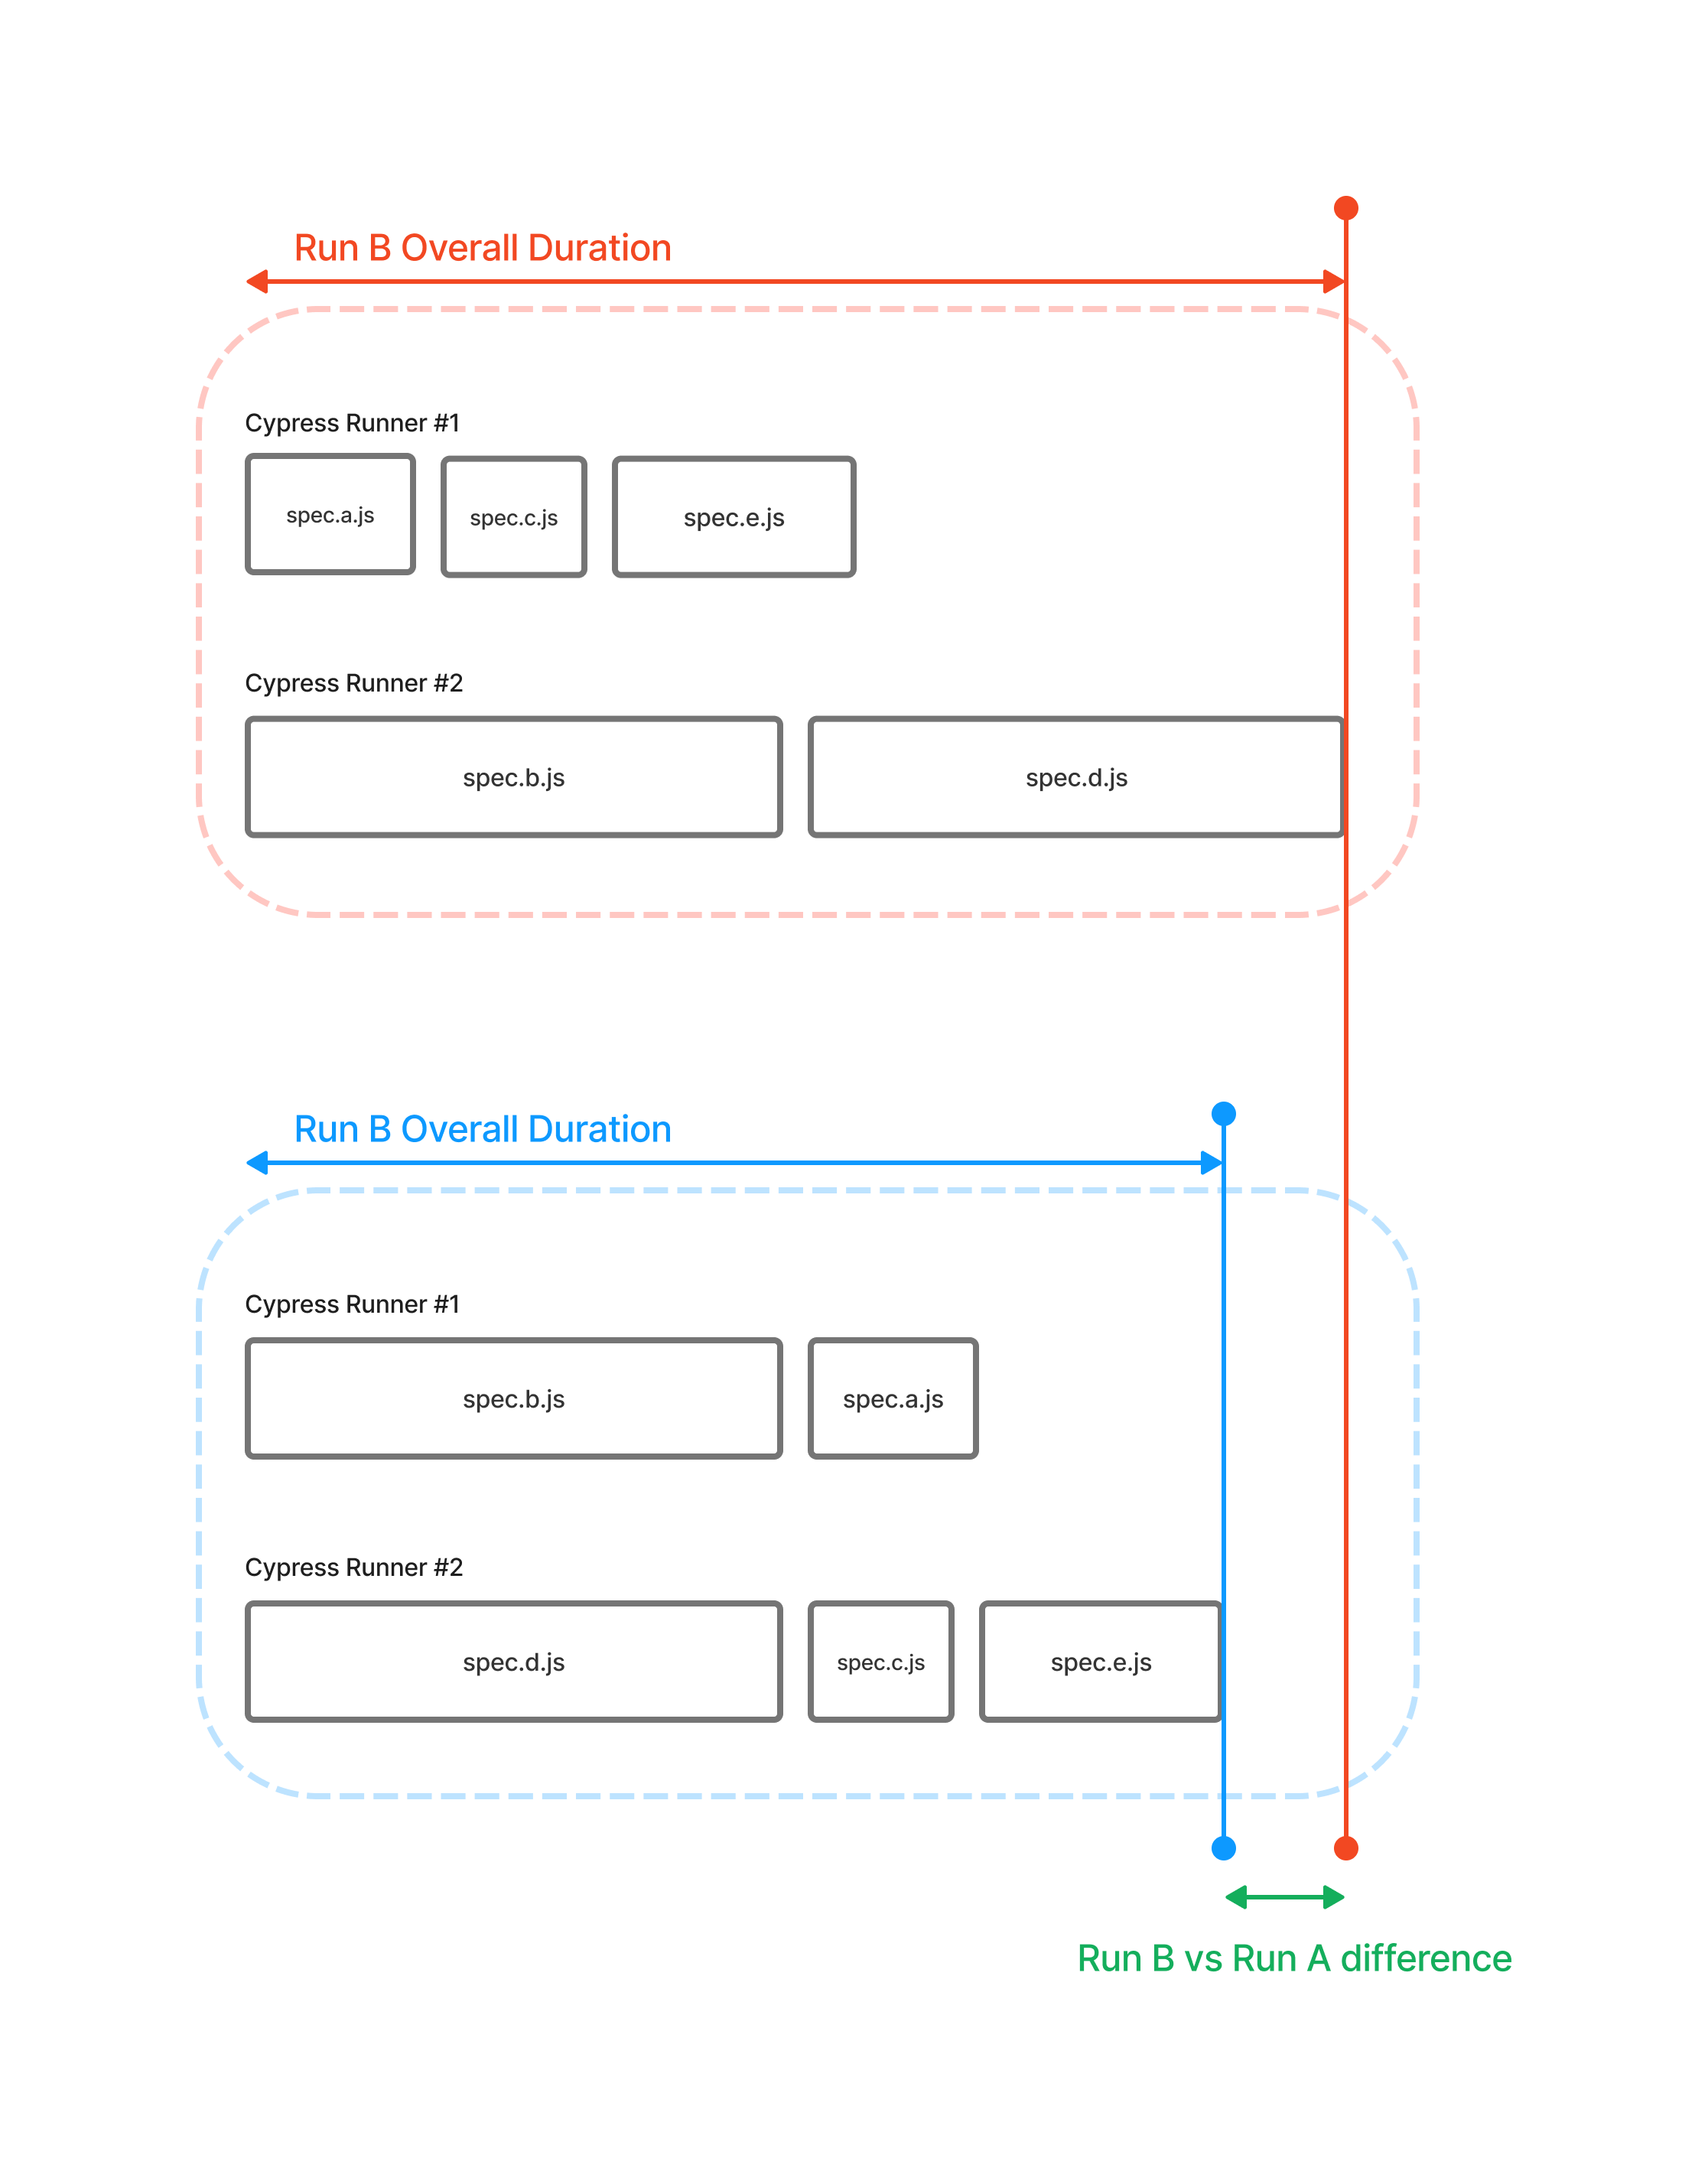 Run B Overall Duration
Cypress Runner #1
spec.a.js
spec.c.js
spec.e.js
Cypress Runner #2
spec.b.js
spec.d.js
Run B Overall Duration
Cypress Runner #1
spec.b.js
spec.a.js
Cypress Runner #2
spec.d.js
spec.c.js
spec.e.js
Run B vs Run A difference